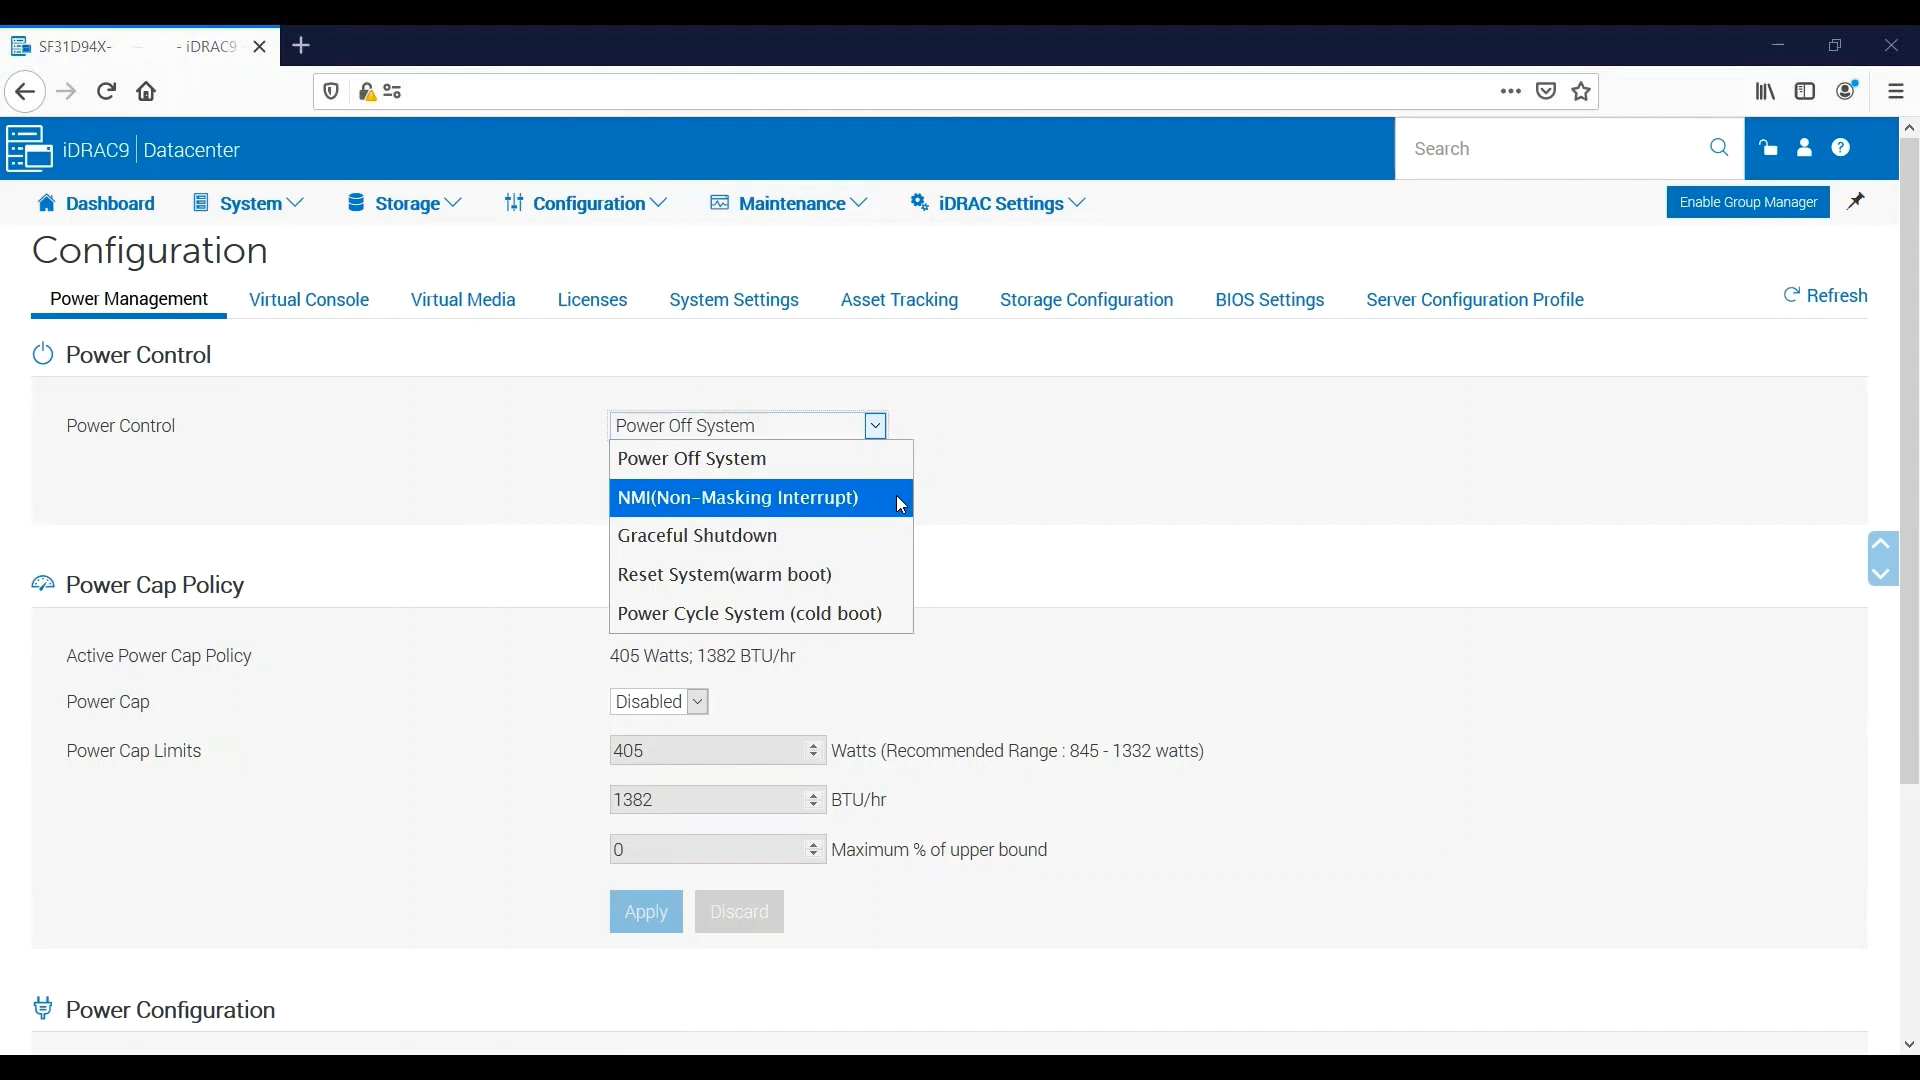 SF31D94X- - iDRAC9
iDRAC9 | Datacenter
Search
Dashboard System Storage Configuration Maintenance iDRAC Settings Enable Group Manager
Configuration
Power Management Virtual Console Virtual Media Licenses System Settings Asset Tracking Storage Configuration BIOS Settings Server Configuration Profile Refresh
Power Control
Power Control Power Off System
Power Off System
NMI(Non-Masking Interrupt)
Graceful Shutdown
Reset System(warm boot)
Power Cycle System (cold boot)
Power Cap Policy
Active Power Cap Policy 405 Watts; 1382 BTU/hr
Power Cap Disabled
Power Cap Limits 405 Watts (Recommended Range : 845 - 1332 watts)
1382 BTU/hr
0 Maximum % of upper bound
Apply Discard
Power Configuration